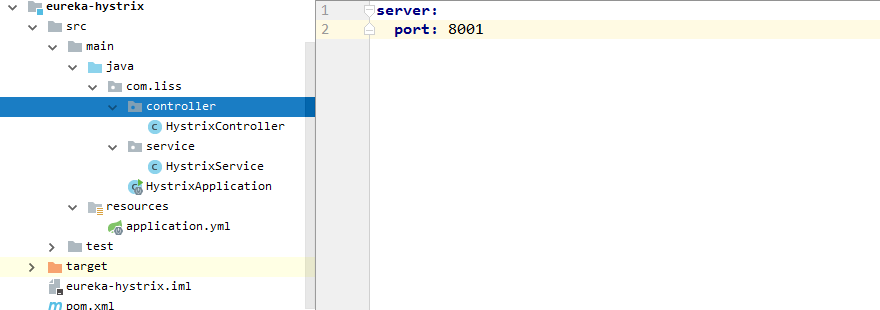 eureka-hystrix
src
main
java
com.liss
controller
HystrixController
service
HystrixService
HystrixApplication
resources
application.yml
test
target
eureka-hystrix.iml
pom.xml
1 server:
2 port: 8001